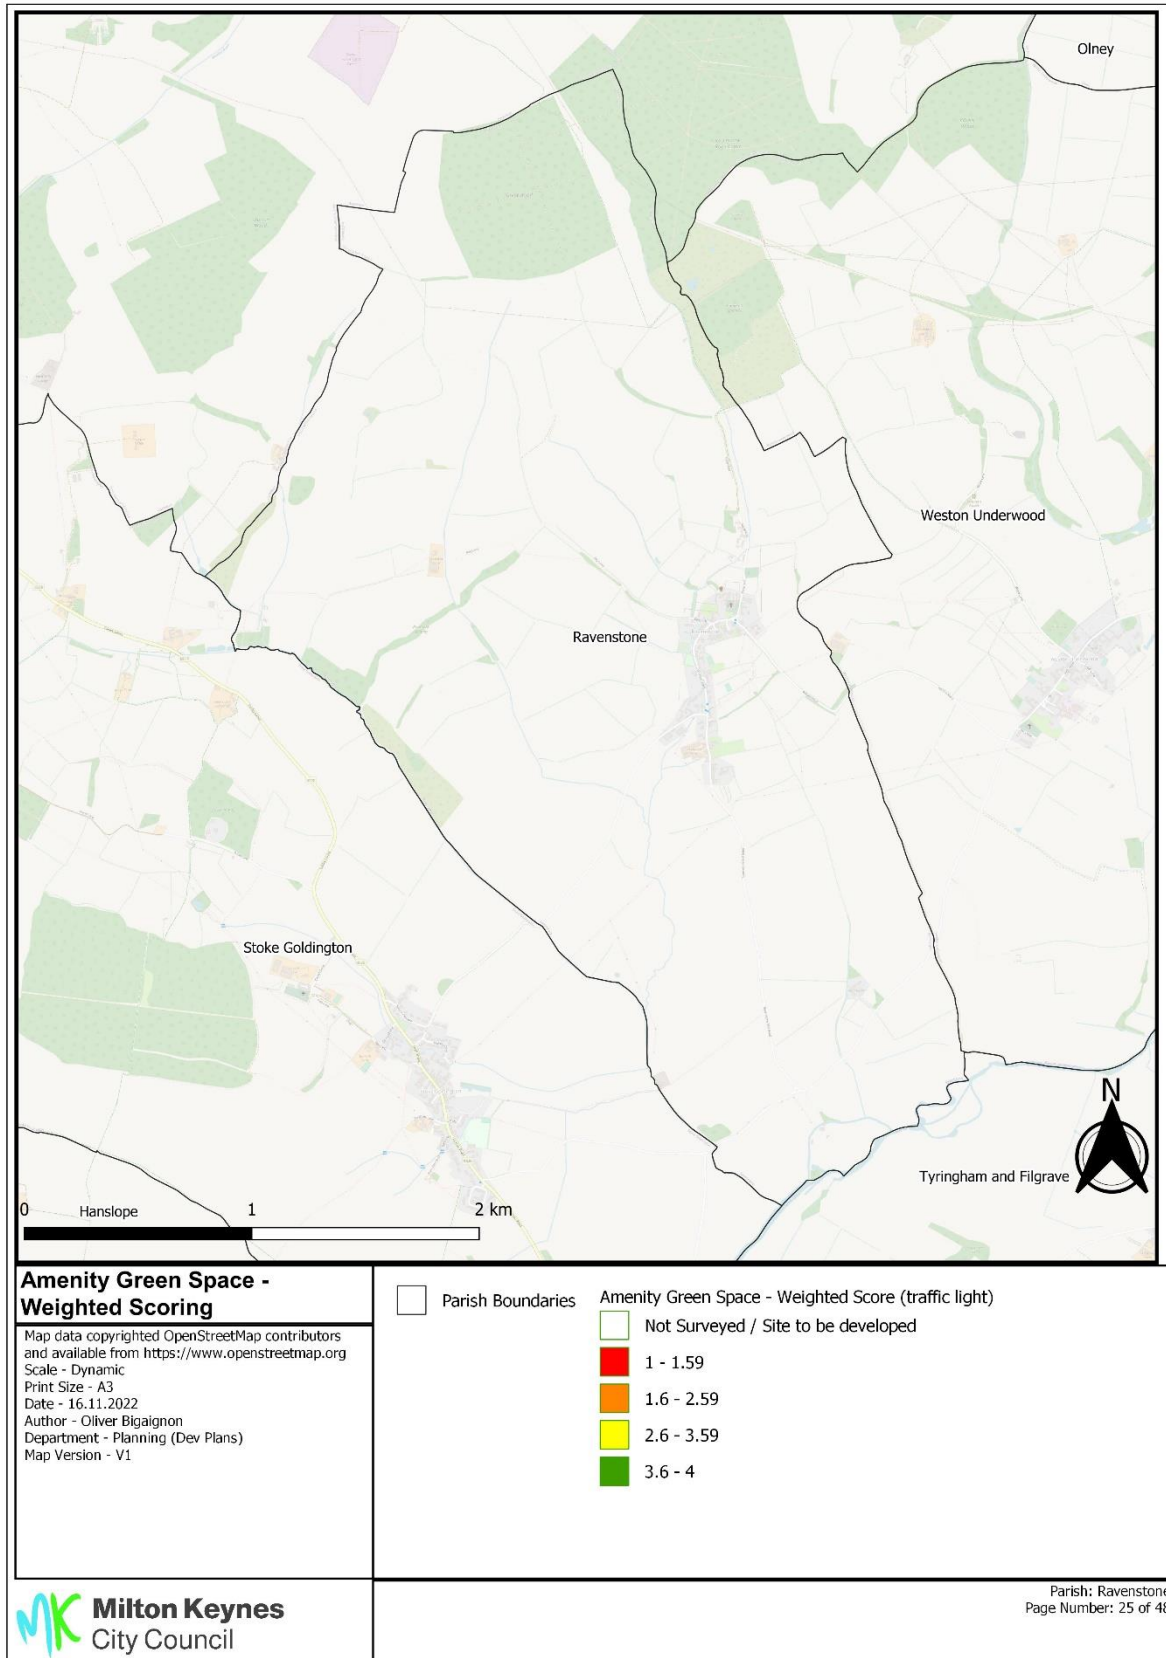 Olney
Weston Underwood
Ravenstone
Stoke Goldington
Tyringham and Filgrave
N
Hanslope
0 1 2 km
Amenity Green Space -
Weighted Scoring
Map data copyrighted OpenStreetMap contributors
and available from https://www.openstreetmap.org
Scale - Dynamic
Print Size - A3
Date - 16.11.2022
Author - Oliver Bigaignon
Department - Planning (Dev Plans)
Map Version - V1
Parish Boundaries
Amenity Green Space - Weighted Score (traffic light)
Not Surveyed / Site to be developed
1 - 1.59
1.6 - 2.59
2.6 - 3.59
3.6 - 4
MK Milton Keynes
City Council
Parish: Ravenstone
Page Number: 25 of 48